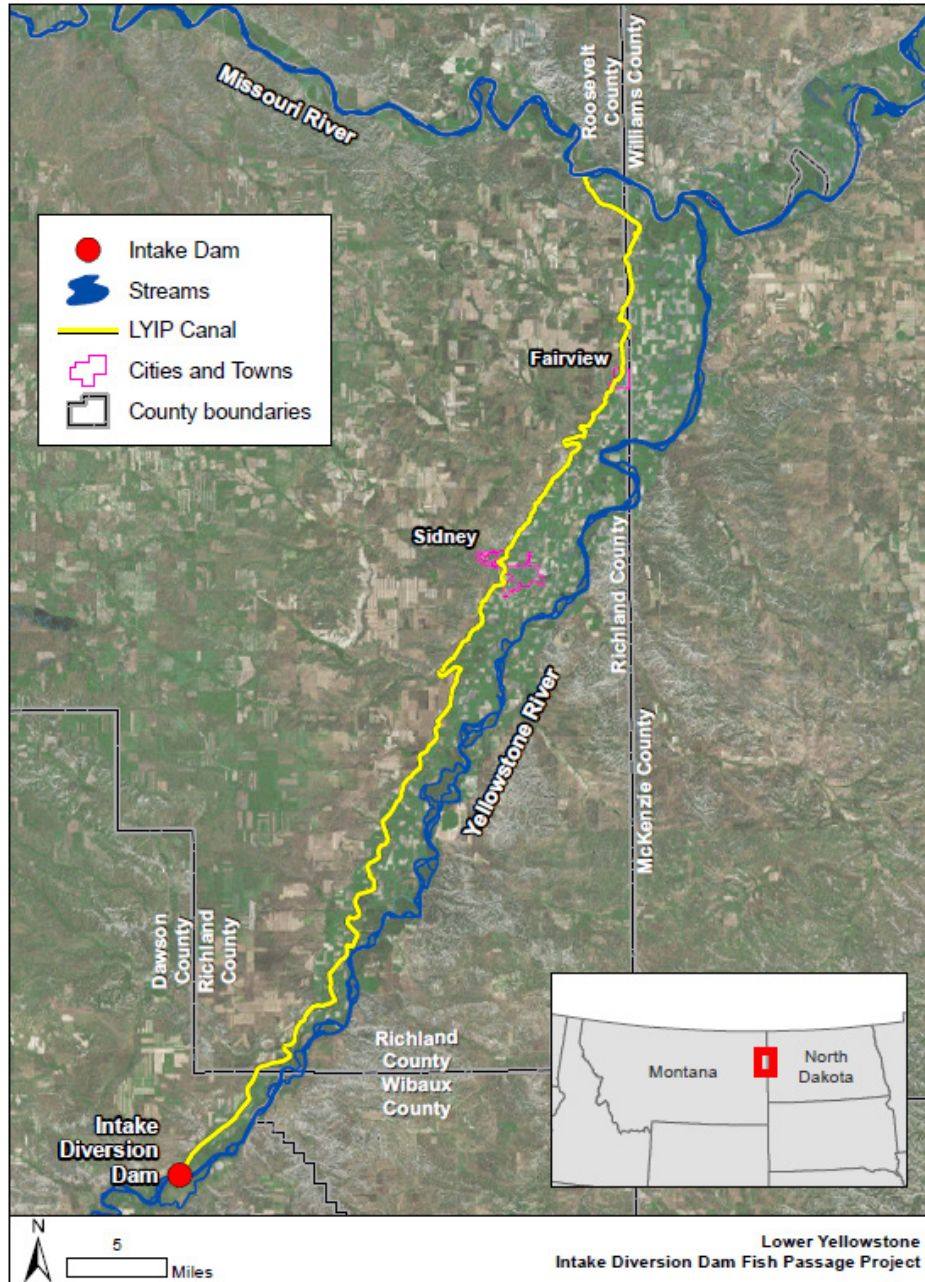 Missouri River
Roosevelt
County
Williams County
Intake Dam
Streams
LYIP Canal
Cities and Towns
County boundaries
Fairview
Sidney
Richland County
McKenzie County
Yellowstone River
Dawson
County
Richland
County
Richland
County
Wibaux
County
Intake
Diversion
Dam
Montana
North
Dakota
N
5
Miles
Lower Yellowstone
Intake Diversion Dam Fish Passage Project